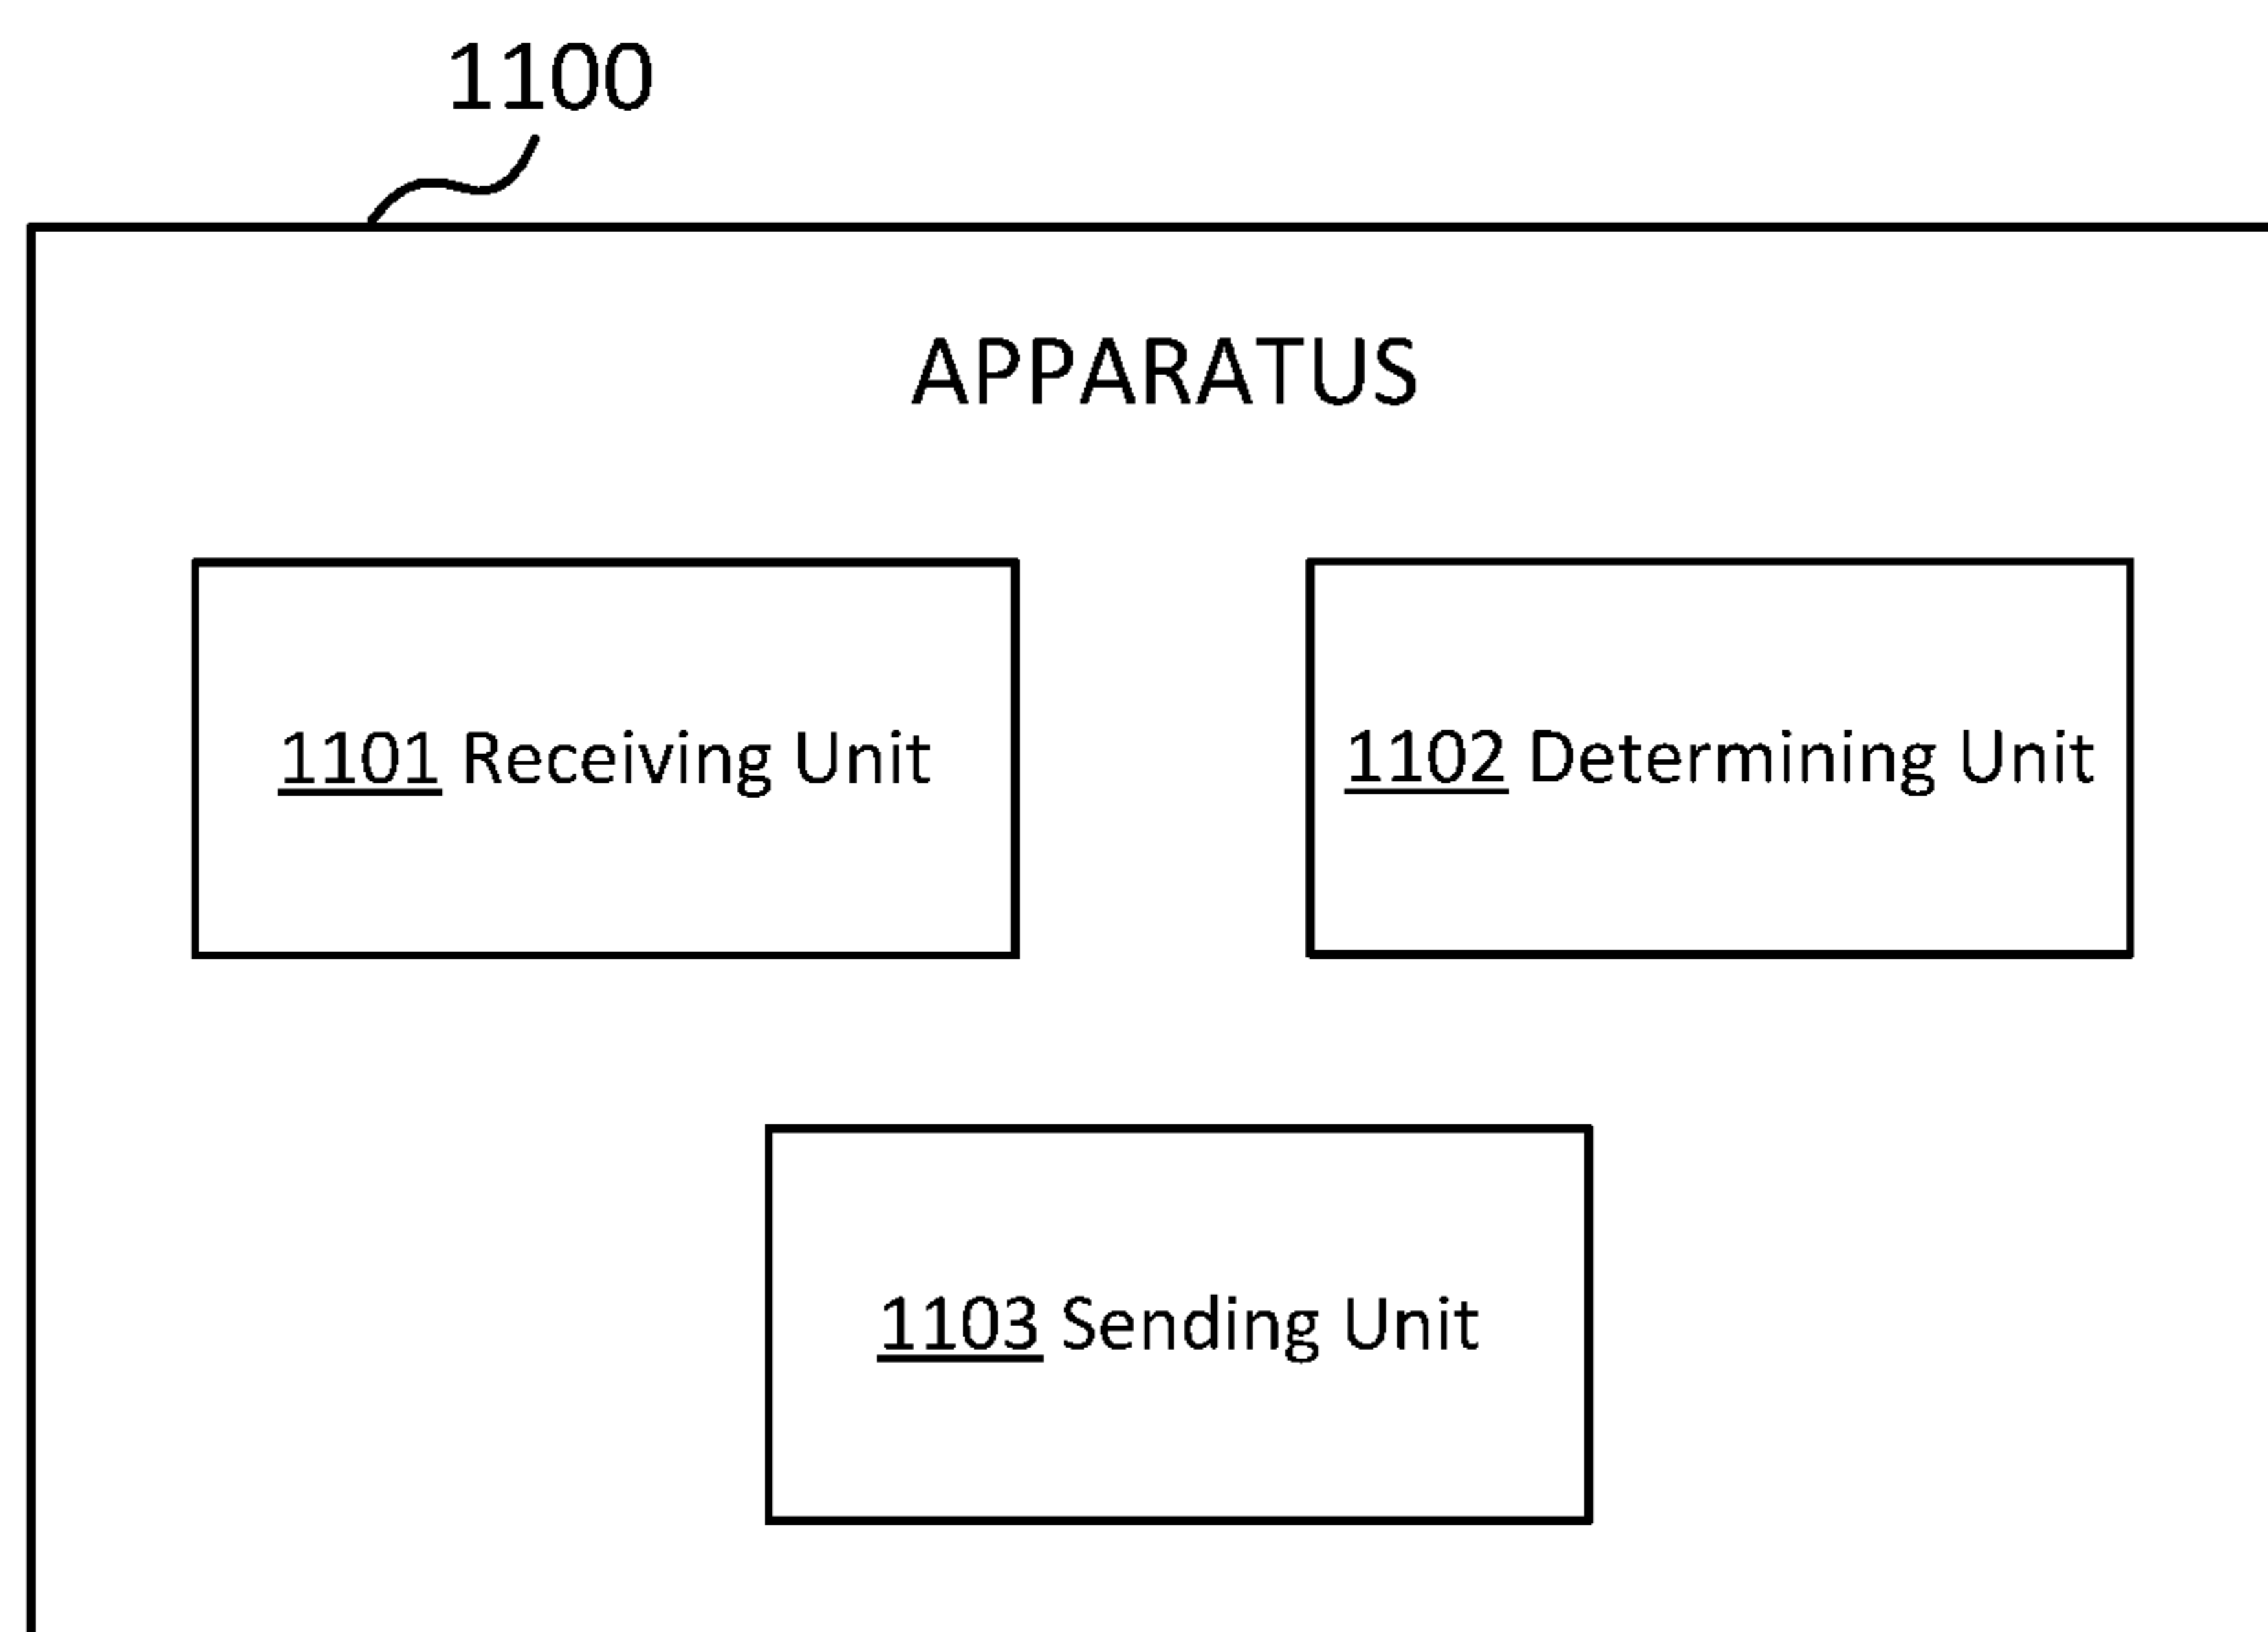 1100
APPARATUS
1101 Receiving Unit
1102 Determining Unit
1103 Sending Unit